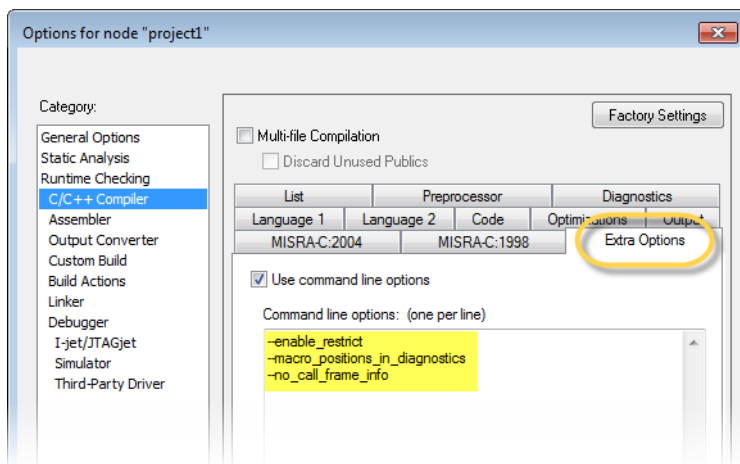 Options for node "project1"
Category:
Factory Settings
General Options
Static Analysis
Runtime Checking
C/C++ Compiler
Assembler
Output Converter
Custom Build
Build Actions
Linker
Debugger
I-jet/JTAGjet
Simulator
Third-Party Driver
Multi-file Compilation
Discard Unused Publics
List Preprocessor Diagnostics
Language 1 Language 2 Code Optimizations Output
MISRA-C:2004 MISRA-C:1998 Extra Options
Use command line options
Command line options: (one per line)
--enable_restrict
--macro_positions_in_diagnostics
--no_call_frame_info